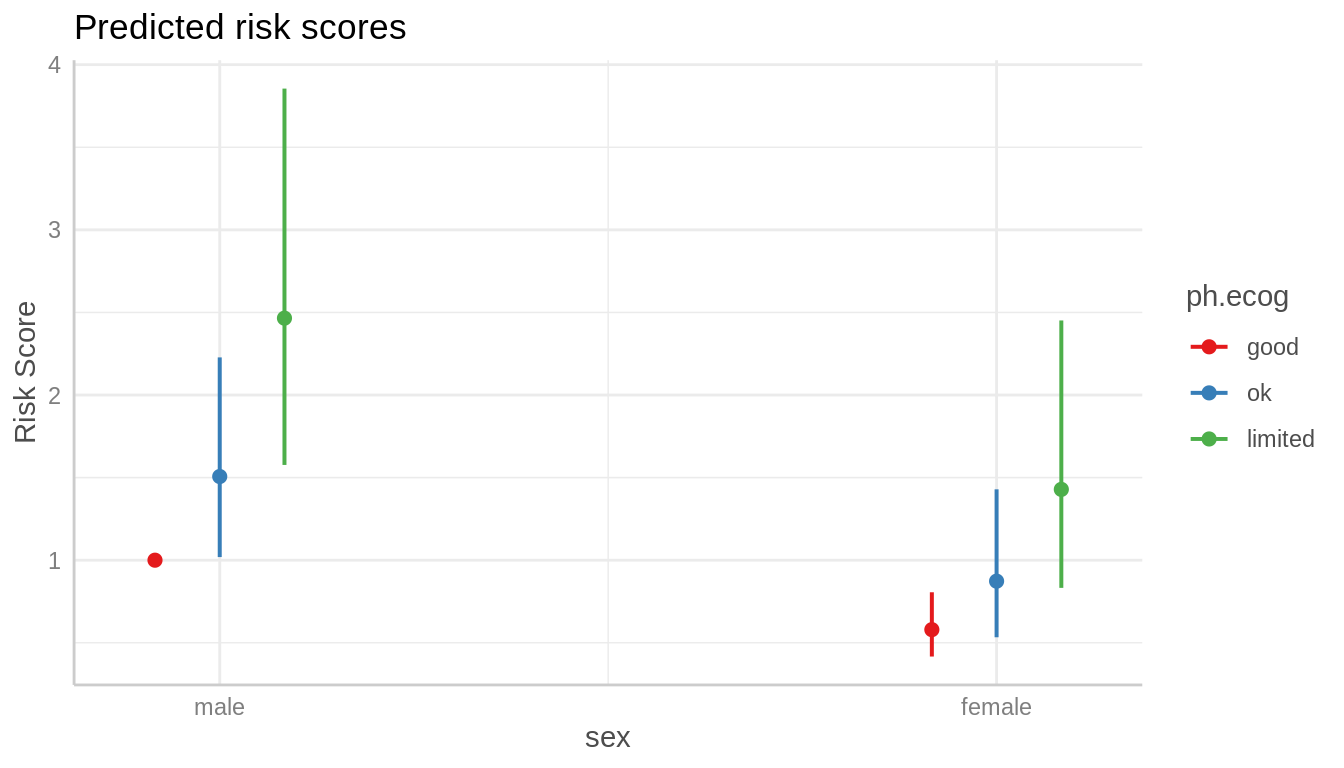 Predicted risk scores
4
3
2
1
Risk Score
male
female
sex
ph.ecog
good
ok
limited